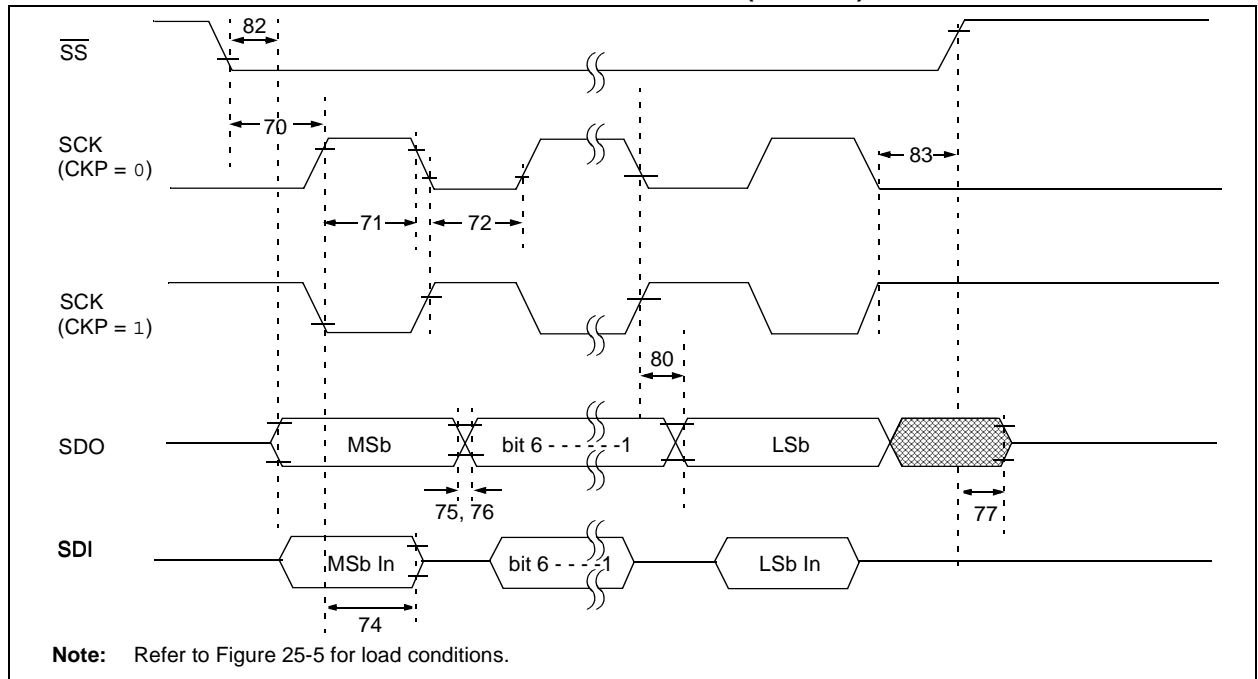 82
SS
70
SCK
(CKP = 0)
83
71
72
SCK
(CKP = 1)
80
SDO
MSb
bit 6 - - - - - -1
LSb
75, 76
77
SDI
MSb In
bit 6 - - - -1
LSb In
74
Note: Refer to Figure 25-5 for load conditions.